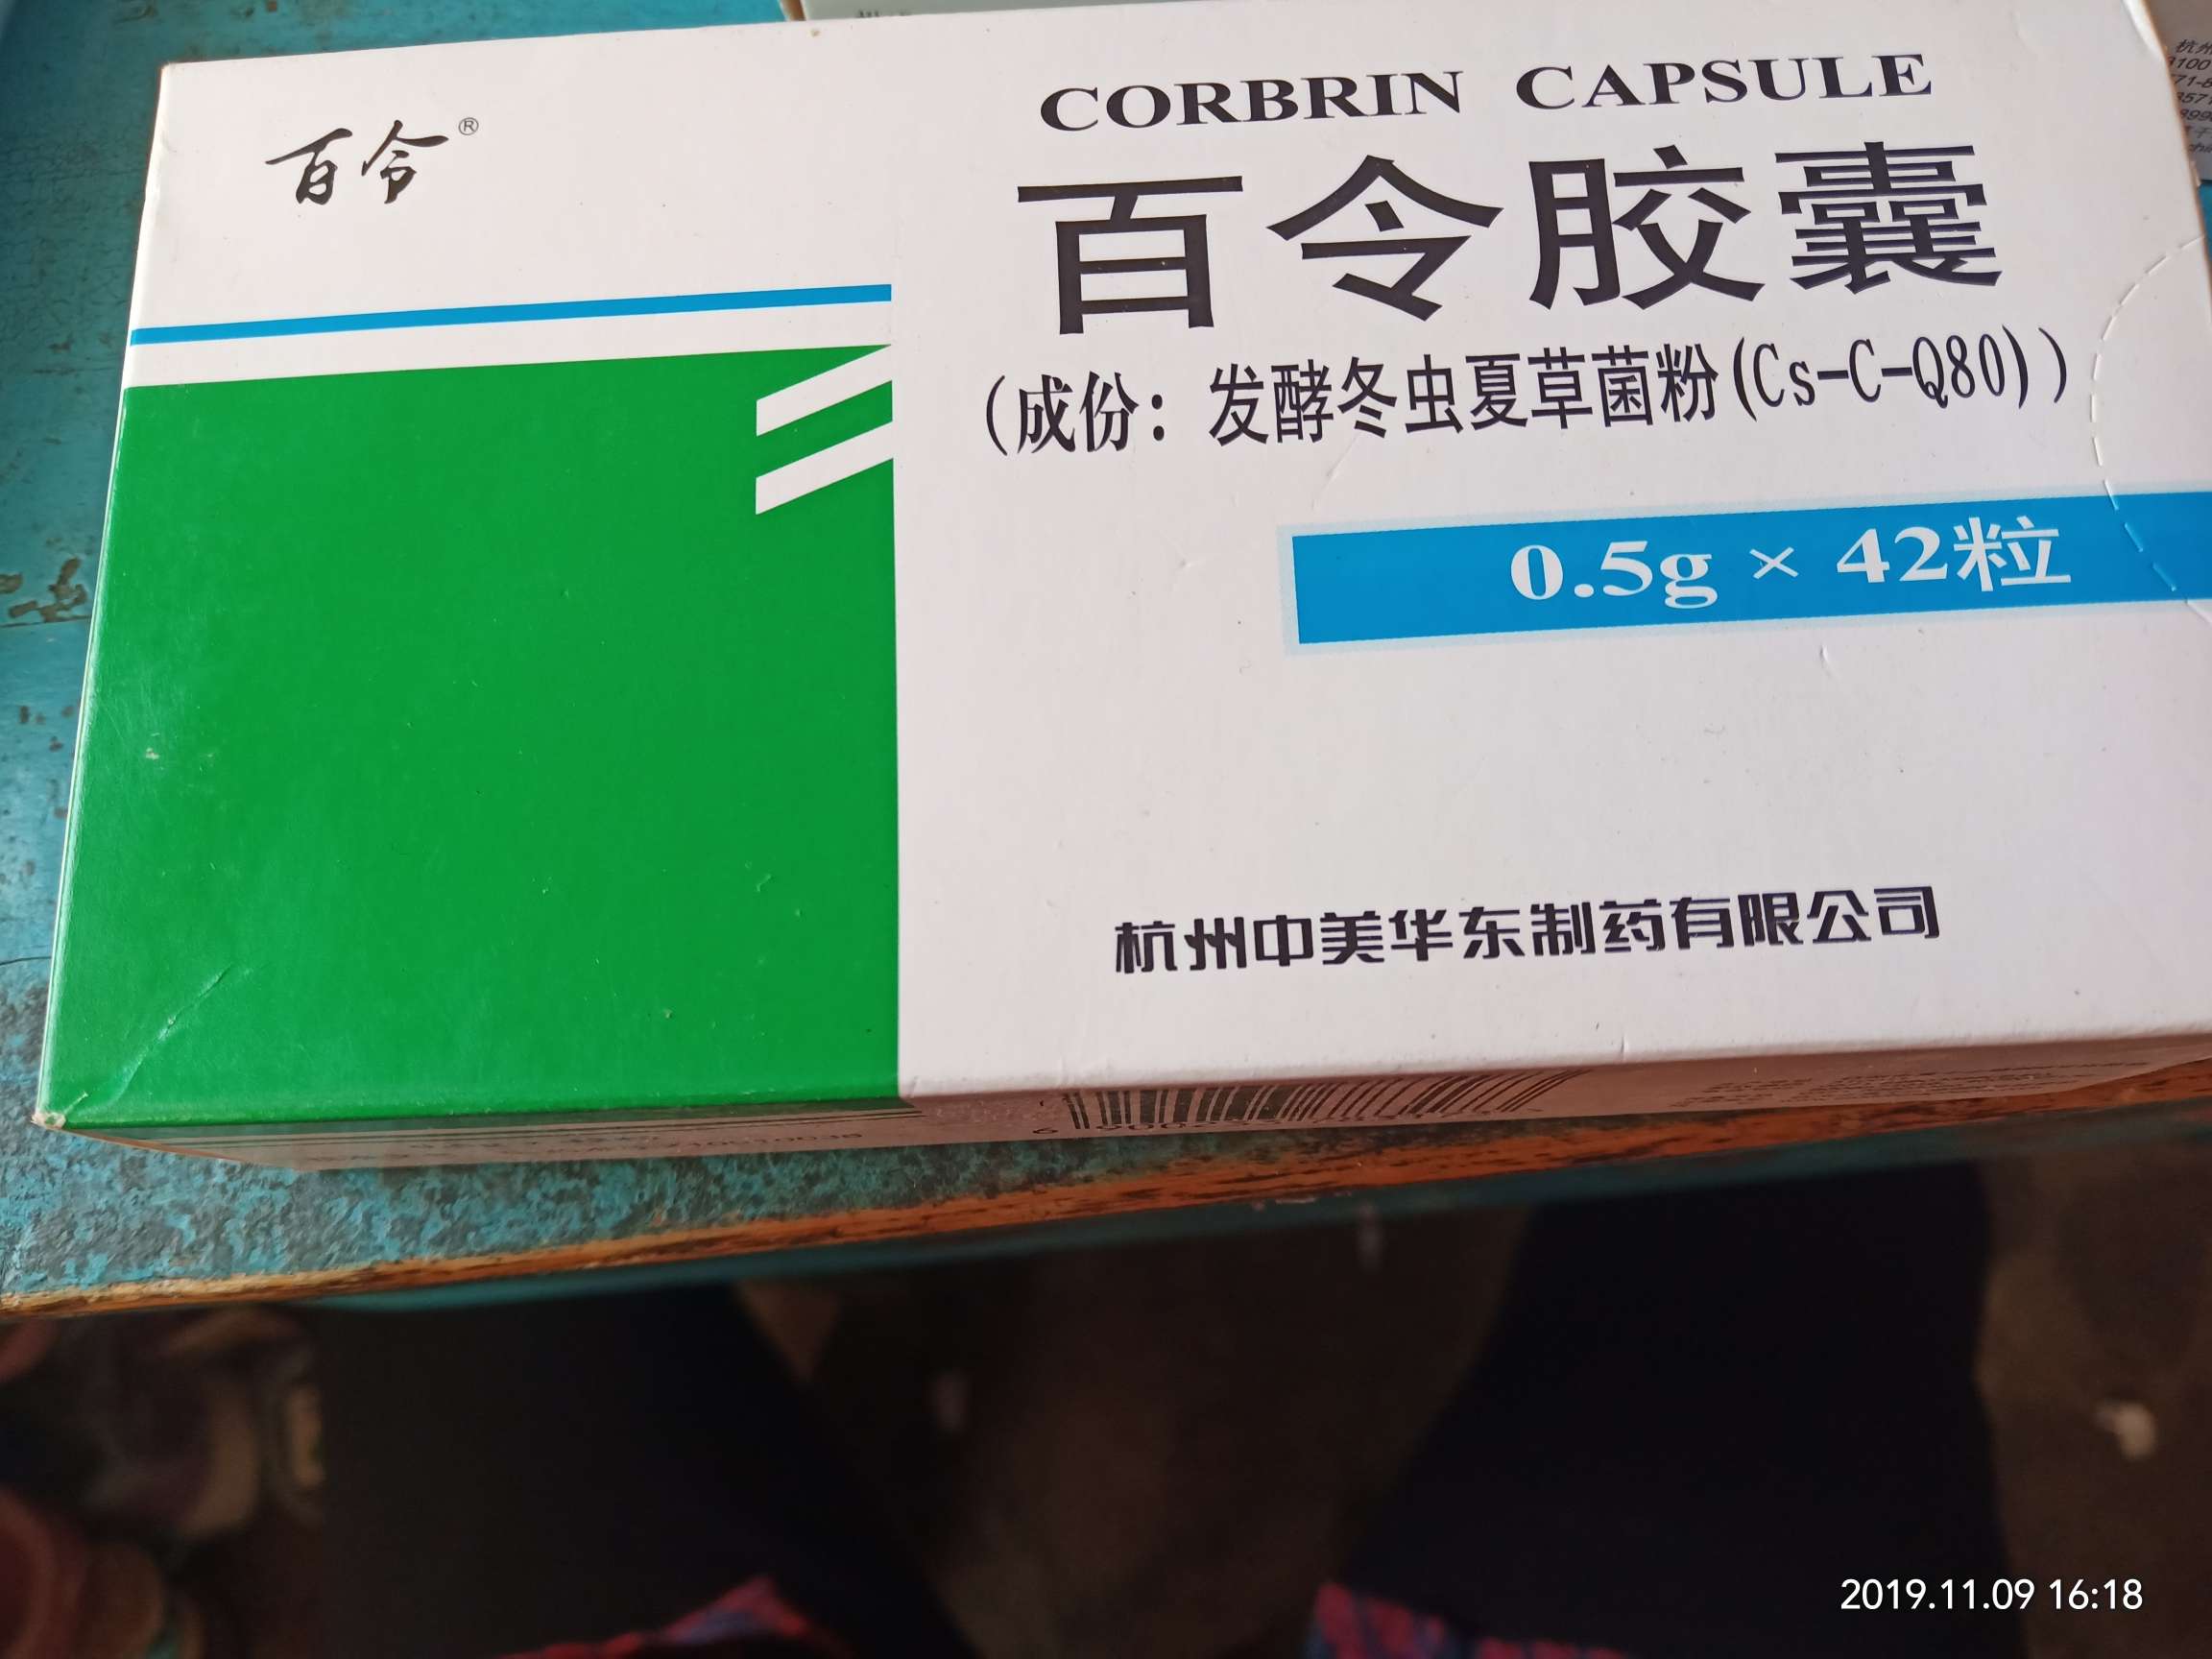 百令®
CORBRIN CAPSULE
百令胶囊
(成份：发酵冬虫夏草菌粉(Cs-C-Q80))
0.5g × 42粒
杭州中美华东制药有限公司
2019.11.09 16:18